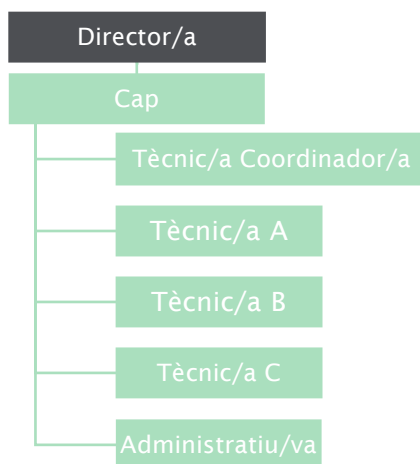 Director/a
Cap
Tècnic/a Coordinador/a
Tècnic/a A
Tècnic/a B
Tècnic/a C
Administratiu/va